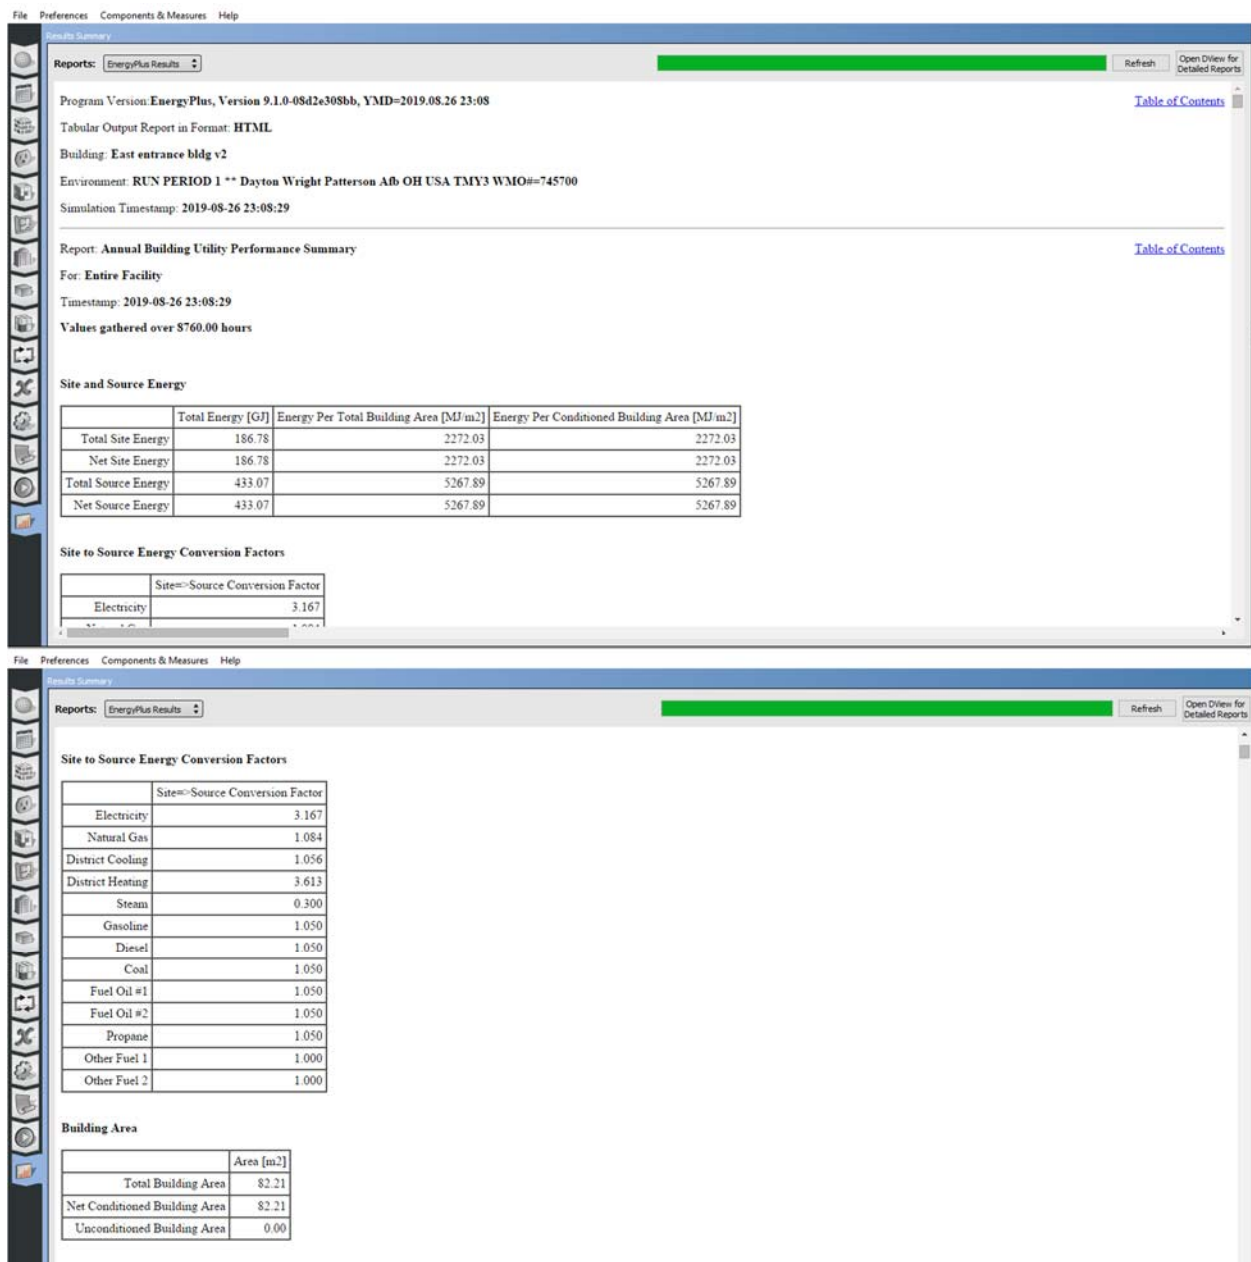 File Preferences Components & Measures Help
Results Summary
Reports: EnergyPlus Results Refresh Open DView for
Detailed Reports
Program Version:EnergyPlus, Version 9.1.0-08d2e308bb, YMD=2019.08.26 23:08 Table of Contents
Tabular Output Report in Format: HTML
Building: East entrance bldg v2
Environment: RUN PERIOD 1 ** Dayton Wright Patterson Afb OH USA TMY3 WMO#=745700
Simulation Timestamp: 2019-08-26 23:08:29
Report: Annual Building Utility Performance Summary Table of Contents
For: Entire Facility
Timestamp: 2019-08-26 23:08:29
Values gathered over 8760.00 hours
Site and Source Energy
Total Energy [GJ] Energy Per Total Building Area [MJ/m2] Energy Per Conditioned Building Area [MJ/m2]
Total Site Energy 186.78 2272.03 2272.03
Net Site Energy 186.78 2272.03 2272.03
Total Source Energy 433.07 5267.89 5267.89
Net Source Energy 433.07 5267.89 5267.89
Site to Source Energy Conversion Factors
Site=>Source Conversion Factor
Electricity 3.167
File Preferences Components & Measures Help
Results Summary
Reports: EnergyPlus Results Refresh Open DView for
Detailed Reports
Site to Source Energy Conversion Factors
Site=>Source Conversion Factor
Electricity 3.167
Natural Gas 1.084
District Cooling 1.056
District Heating 3.613
Steam 0.300
Gasoline 1.050
Diesel 1.050
Coal 1.050
Fuel Oil #1 1.050
Fuel Oil #2 1.050
Propane 1.050
Other Fuel 1 1.000
Other Fuel 2 1.000
Building Area
Area [m2]
Total Building Area 82.21
Net Conditioned Building Area 82.21
Unconditioned Building Area 0.00